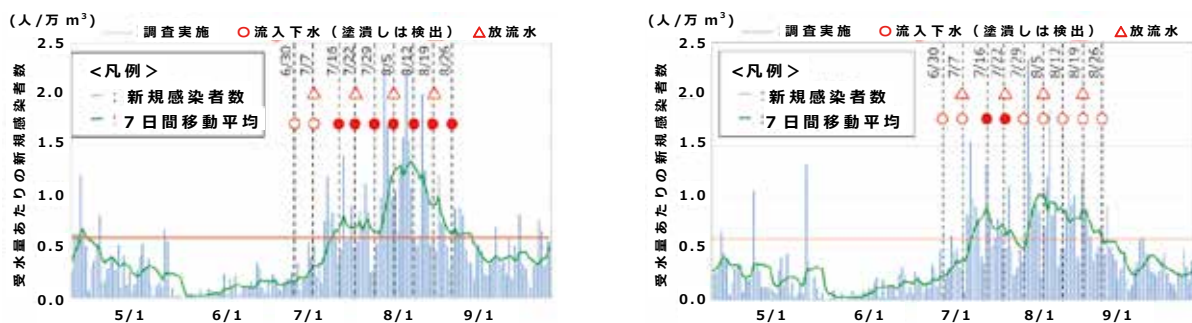 (人/万 m³)
調査実施 流入下水(塗潰しは検出) 放流水
2.5
2.0
1.5
1.0
0.5
0.0
受水量あたりの新規感染者数
<凡例>
新規感染者数
7日間移動平均
6/30
7/7
7/16
7/22
7/29
8/5
8/12
8/19
8/26
5/1 6/1 7/1 8/1 9/1
(人/万 m³)
調査実施 流入下水(塗潰しは検出) 放流水
2.5
2.0
1.5
1.0
0.5
0.0
受水量あたりの新規感染者数
<凡例>
新規感染者数
7日間移動平均
6/30
7/7
7/16
7/22
7/29
8/5
8/12
8/19
8/26
5/1 6/1 7/1 8/1 9/1